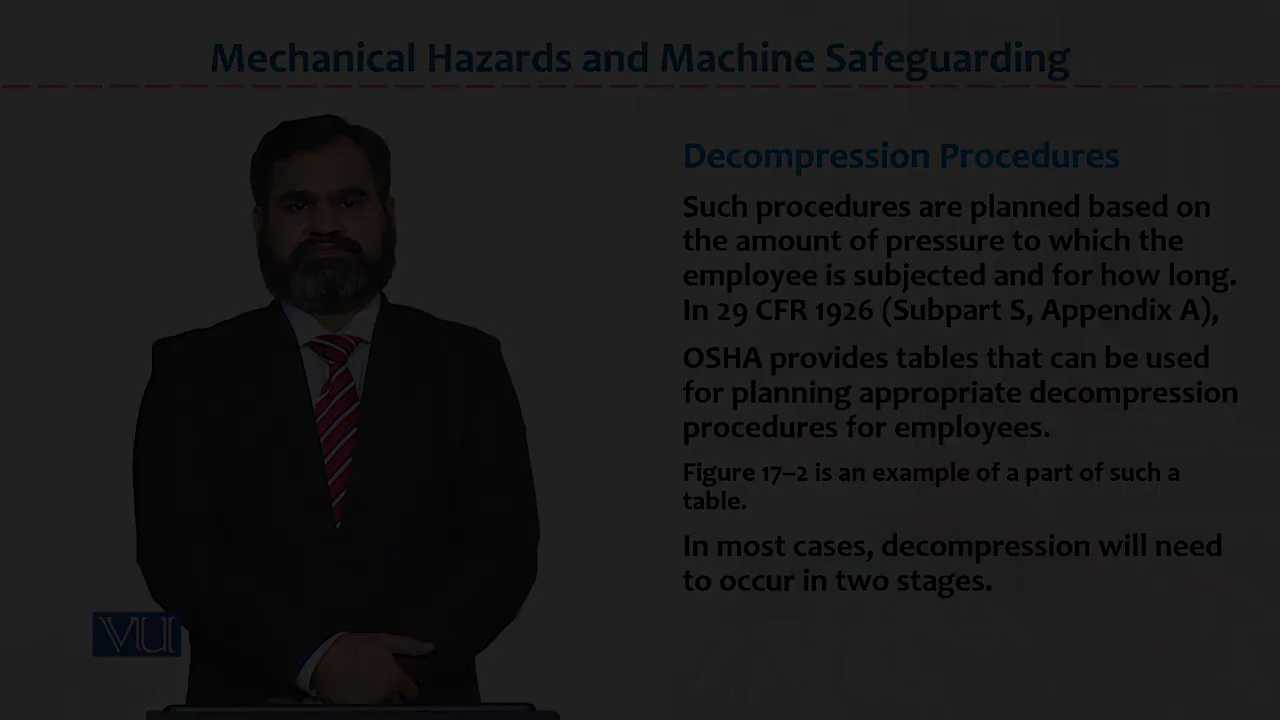 Mechanical Hazards and Machine Safeguarding
Decompression Procedures
Such procedures are planned based on
the amount of pressure to which the
employee is subjected and for how long.
In 29 CFR 1926 (Subpart S, Appendix A),
OSHA provides tables that can be used
for planning appropriate decompression
procedures for employees.
Figure 17–2 is an example of a part of such a
table.
In most cases, decompression will need
to occur in two stages.
VU